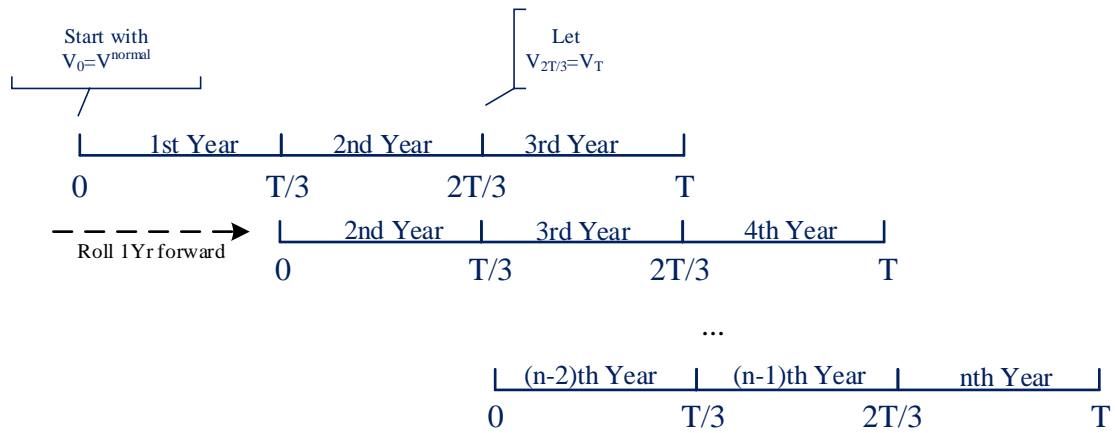 Start with
V₀=Vⁿᵒʳᵐᵃˡ
Let
V₂T/₃=VT
1st Year 2nd Year 3rd Year
0 T/3 2T/3 T
Roll 1Yr forward
2nd Year 3rd Year 4th Year
0 T/3 2T/3 T
...
(n-2)th Year (n-1)th Year nth Year
0 T/3 2T/3 T